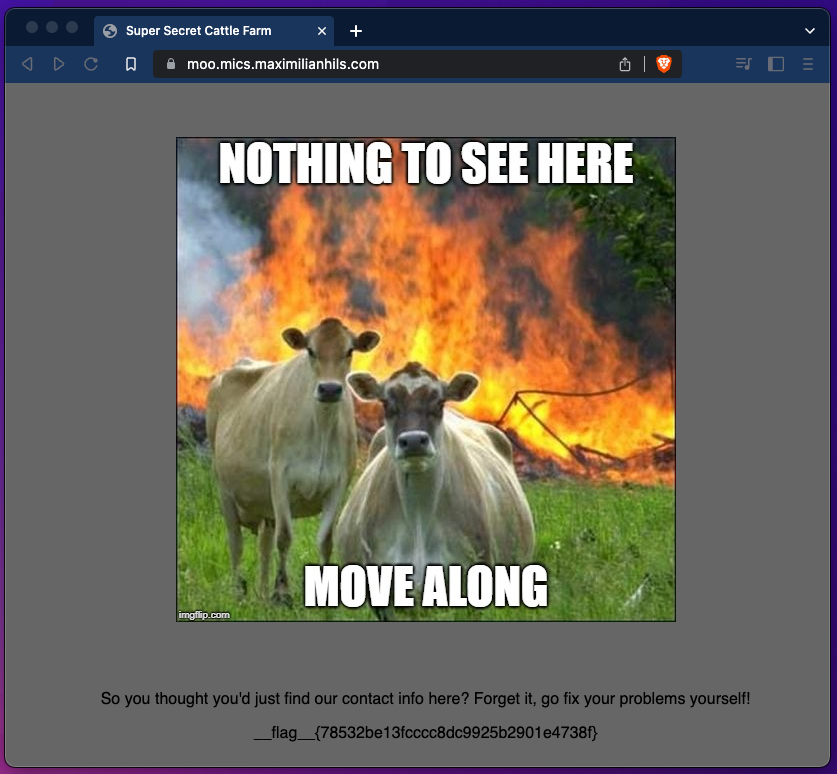 Super Secret Cattle Farm
moo.mics.maximilianhils.com
NOTHING TO SEE HERE
MOVE ALONG
imgflip.com
So you thought you'd just find our contact info here? Forget it, go fix your problems yourself!
__flag__{78532be13fcccc8dc9925b2901e4738f}